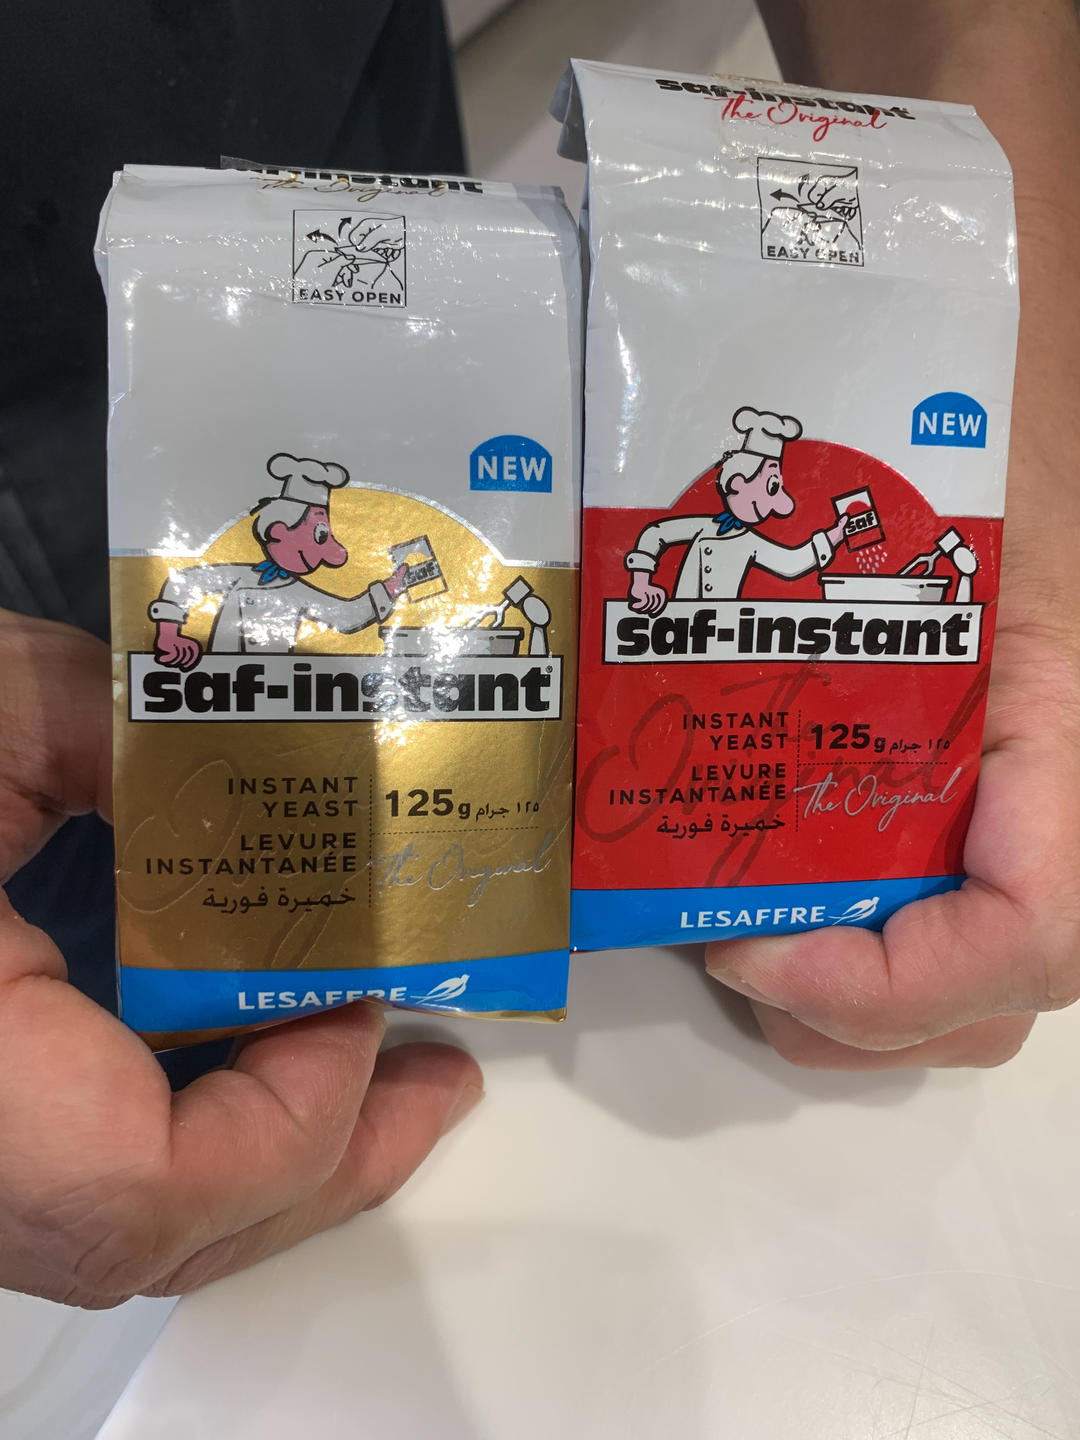 The Original
EASY OPEN
NEW
saf
saf-instant®
INSTANT
YEAST
125g ١٢٥ جرام
LEVURE
INSTANTANÉE
The Original
خميرة فورية
LESAFFRE
saf-instant
The Original
EASY OPEN
NEW
saf
saf-instant®
INSTANT
YEAST
125g ١٢٥ جرام
LEVURE
INSTANTANÉE
The Original
خميرة فورية
LESAFFRE